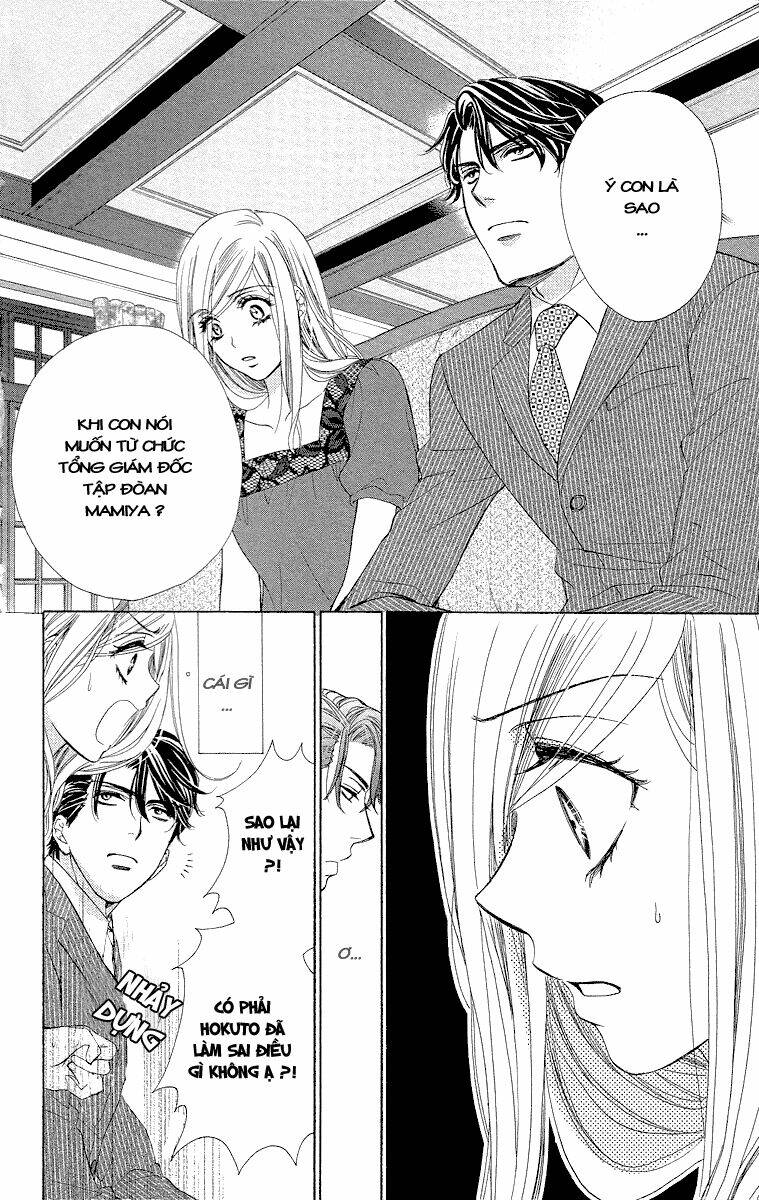 Ý CON LÀ
SAO
...
KHI CON NÓI
MUỐN TỪ CHỨC
TỔNG GIÁM ĐỐC
TẬP ĐOÀN
MAMIYA ?
Ơ...
CÁI GÌ
...
SAO LẠI
NHƯ VẬY
?!
NHẢY
DỰNG
CÓ PHẢI
HOKUTO ĐÃ
LÀM SAI ĐIỀU
GÌ KHÔNG Ạ ?!